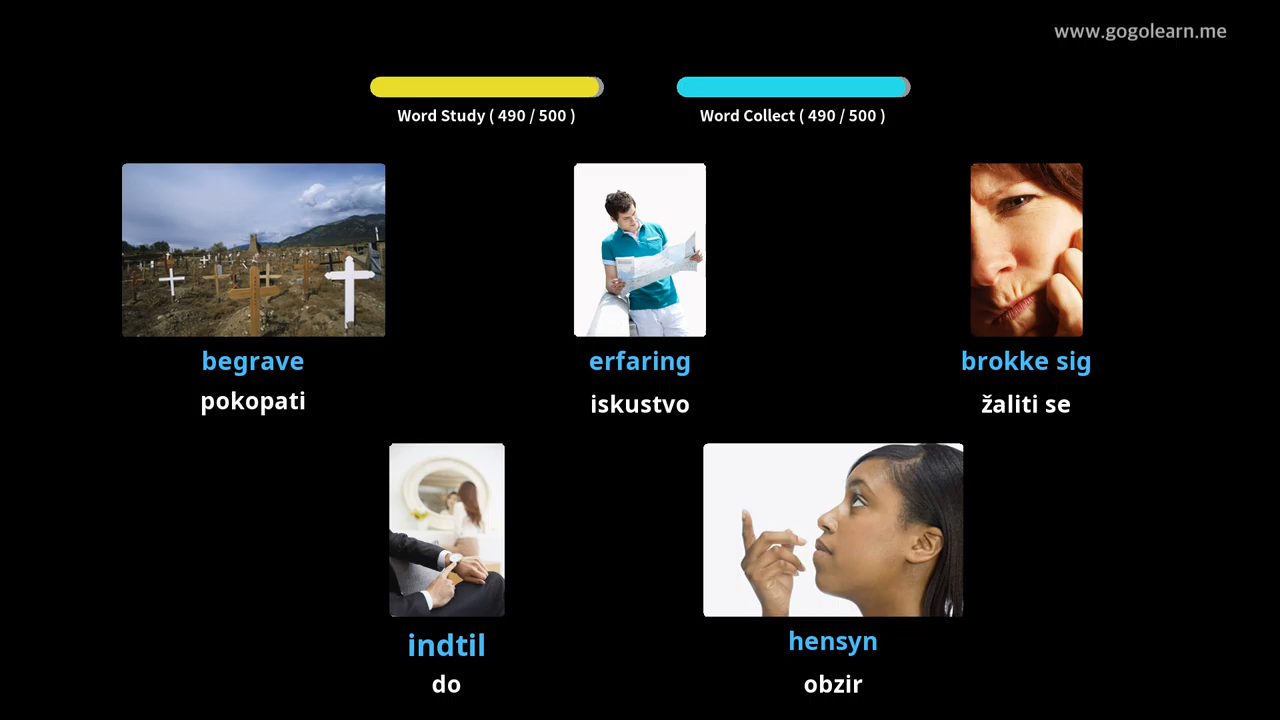 www.gogolearn.me
Word Study ( 490 / 500 )
Word Collect ( 490 / 500 )
begrave
pokopati
erfaring
iskustvo
brokke sig
žaliti se
indtil
do
hensyn
obzir